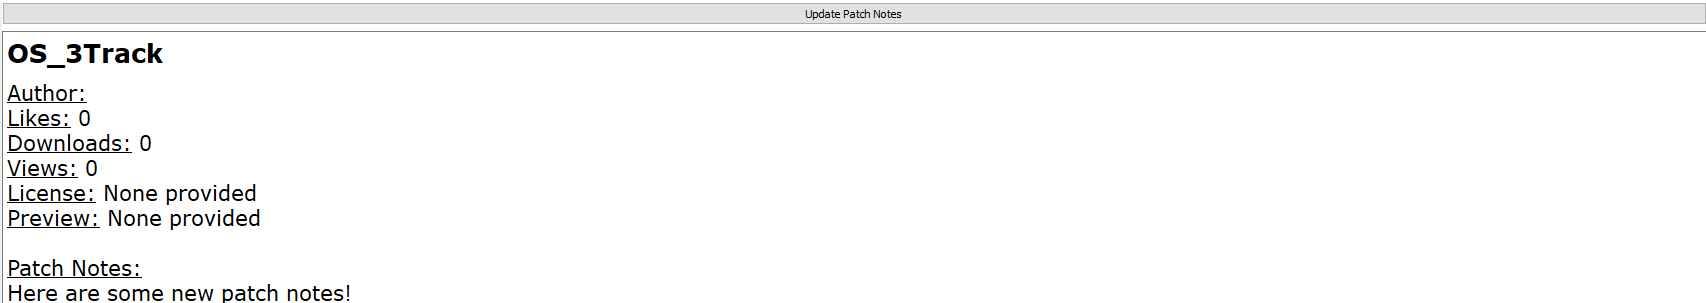 Update Patch Notes
OS_3Track
Author:
Likes: 0
Downloads: 0
Views: 0
License: None provided
Preview: None provided
Patch Notes:
Here are some new patch notes!